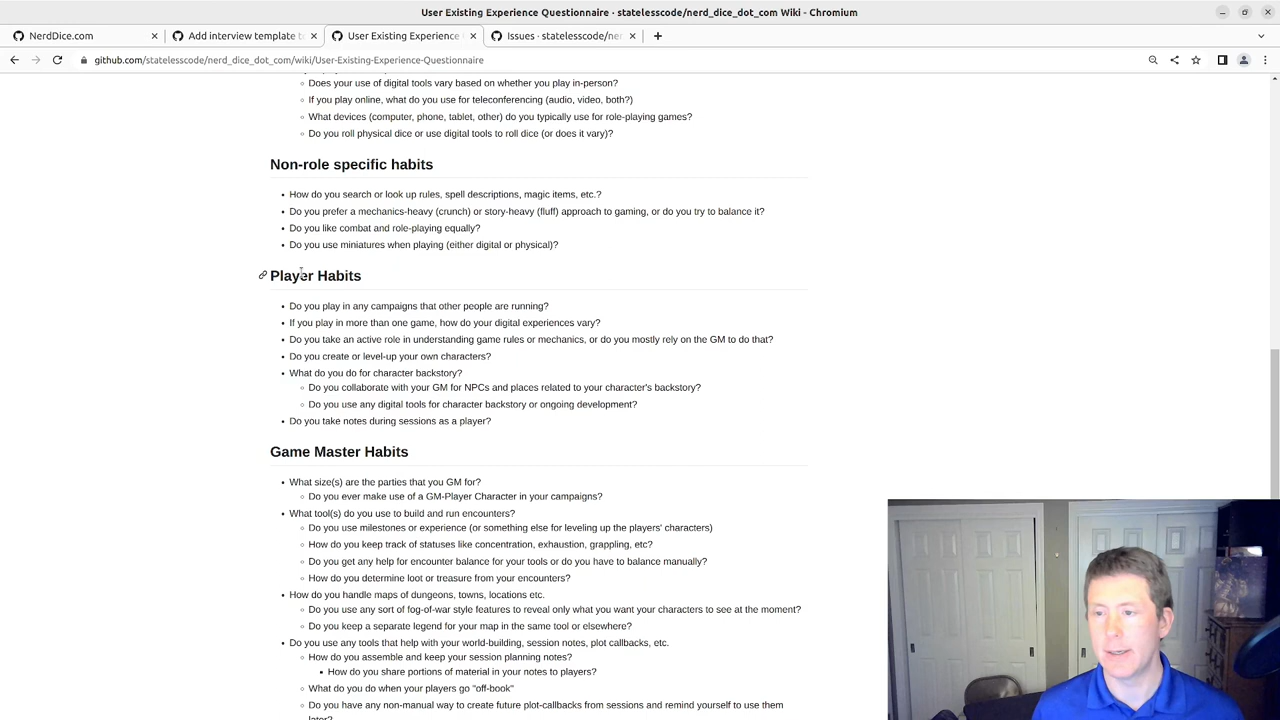 User Existing Experience Questionnaire - statelesscode/nerd_dice_dot_com Wiki - Chromium
NerdDice.com
Add interview template t
User Existing Experience
Issues · statelesscode/ner
github.com/statelesscode/nerd_dice_dot_com/wiki/User-Existing-Experience-Questionnaire
Does your use of digital tools vary based on whether you play in-person?
If you play online, what do you use for teleconferencing (audio, video, both?)
What devices (computer, phone, tablet, other) do you typically use for role-playing games?
Do you roll physical dice or use digital tools to roll dice (or does it vary)?
Non-role specific habits
How do you search or look up rules, spell descriptions, magic items, etc.?
Do you prefer a mechanics-heavy (crunch) or story-heavy (fluff) approach to gaming, or do you try to balance it?
Do you like combat and role-playing equally?
Do you use miniatures when playing (either digital or physical)?
Player Habits
Do you play in any campaigns that other people are running?
If you play in more than one game, how do your digital experiences vary?
Do you take an active role in understanding game rules or mechanics, or do you mostly rely on the GM to do that?
Do you create or level-up your own characters?
What do you do for character backstory?
Do you collaborate with your GM for NPCs and places related to your character's backstory?
Do you use any digital tools for character backstory or ongoing development?
Do you take notes during sessions as a player?
Game Master Habits
What size(s) are the parties that you GM for?
Do you ever make use of a GM-Player Character in your campaigns?
What tool(s) do you use to build and run encounters?
Do you use milestones or experience (or something else for leveling up the players' characters)
How do you keep track of statuses like concentration, exhaustion, grappling, etc?
Do you get any help for encounter balance for your tools or do you have to balance manually?
How do you determine loot or treasure from your encounters?
How do you handle maps of dungeons, towns, locations etc.
Do you use any sort of fog-of-war style features to reveal only what you want your characters to see at the moment?
Do you keep a separate legend for your map in the same tool or elsewhere?
Do you use any tools that help with your world-building, session notes, plot callbacks, etc.
How do you assemble and keep your session planning notes?
How do you share portions of material in your notes to players?
What do you do when your players go "off-book"
Do you have any non-manual way to create future plot-callbacks from sessions and remind yourself to use them
later?